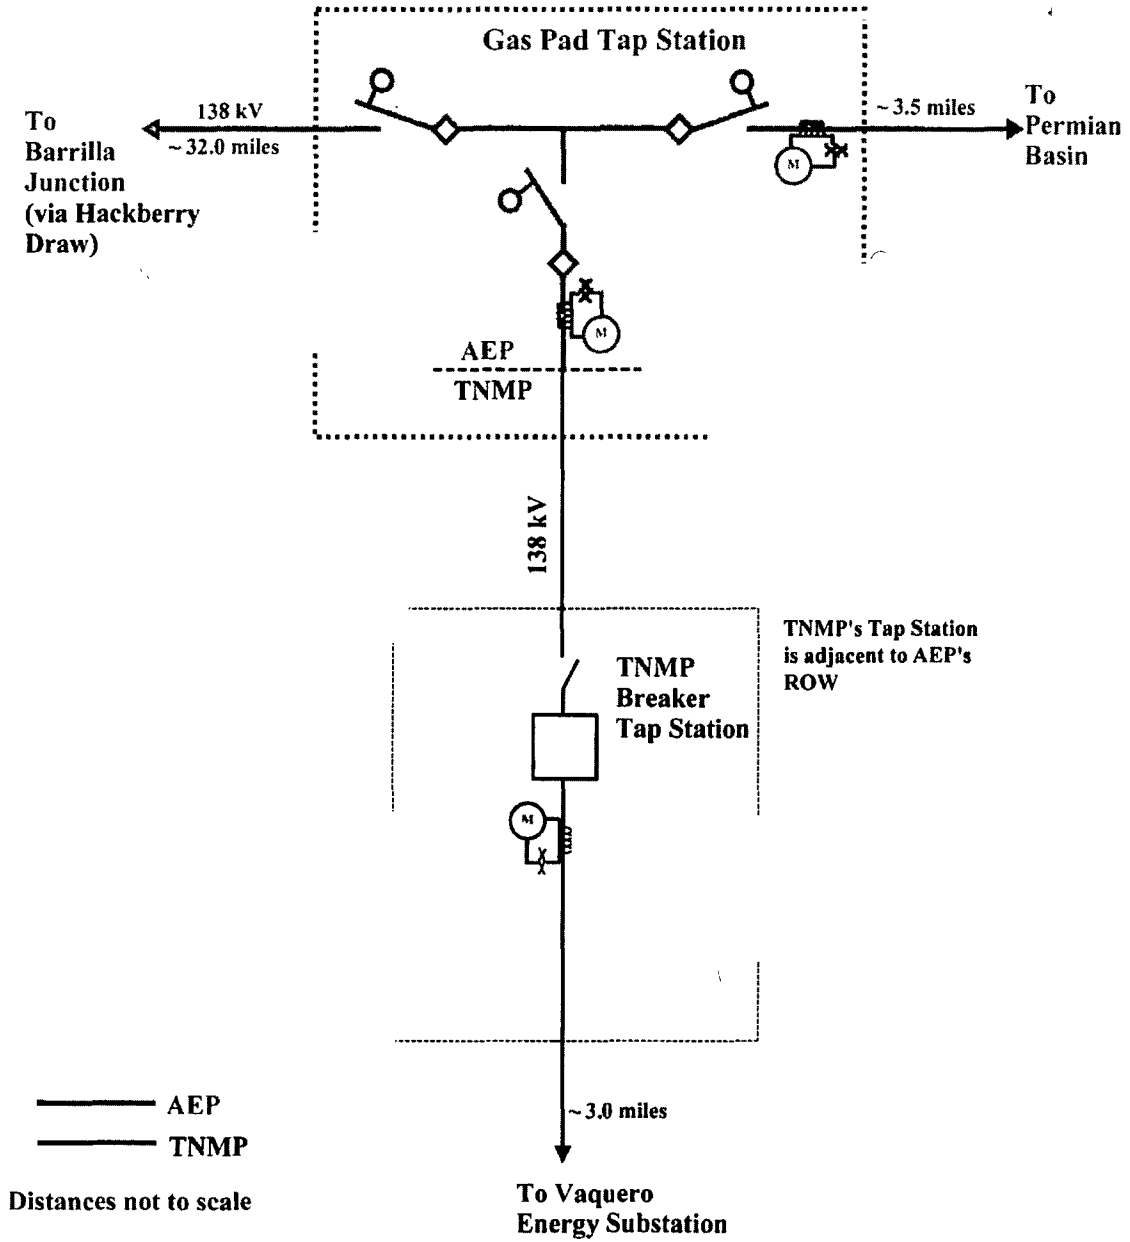 Gas Pad Tap Station
To
Barrilla
Junction
(via Hackberry
Draw)
138 kV
~ 32.0 miles
~ 3.5 miles
To
Permian
Basin
M
M
AEP
TNMP
138 kV
TNMP's Tap Station
is adjacent to AEP's
ROW
TNMP
Breaker
Tap Station
M
~ 3.0 miles
AEP
TNMP
Distances not to scale
To Vaquero
Energy Substation